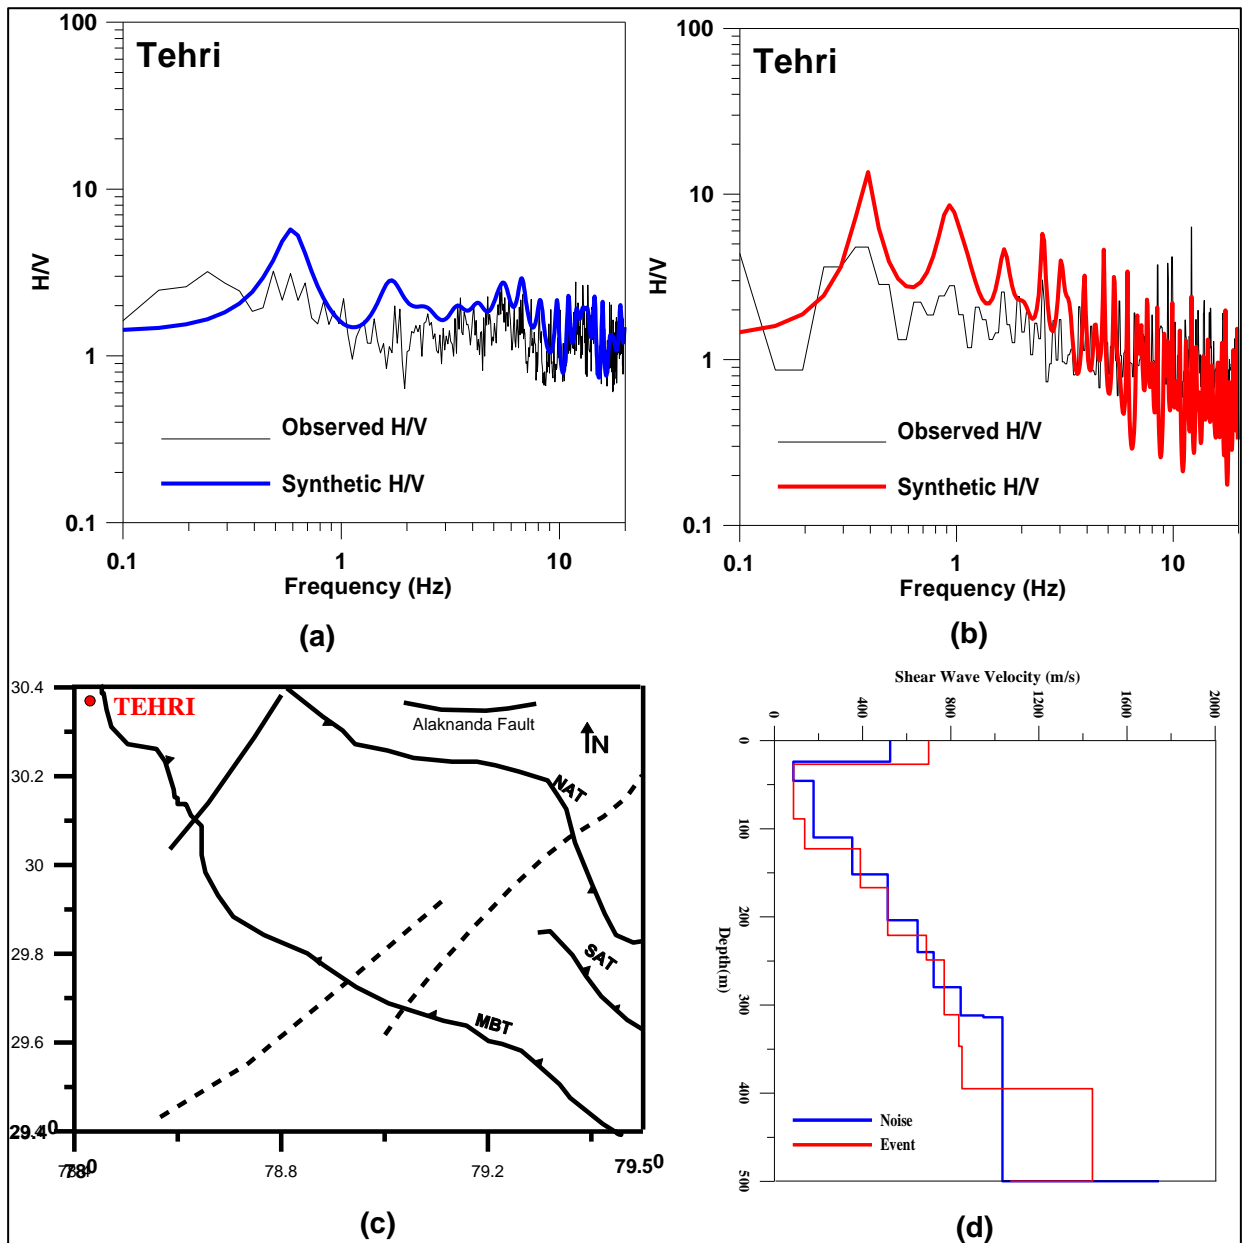 Tehri
100
10
1
0.1
H/V
0.1
1
10
Frequency (Hz)
Observed H/V
Synthetic H/V
(a)
Tehri
100
10
1
0.1
H/V
0.1
1
10
Frequency (Hz)
Observed H/V
Synthetic H/V
(b)
30.4
30.2
30
29.8
29.6
29.4⁰
TEHRI
Alaknanda Fault
N
NAT
SAT
MBT
78⁰
78.8
79.2
79.5⁰
(c)
Shear Wave Velocity (m/s)
0
400
800
1200
1600
2000
0
100
200
300
400
500
Depth(m)
Noise
Event
(d)